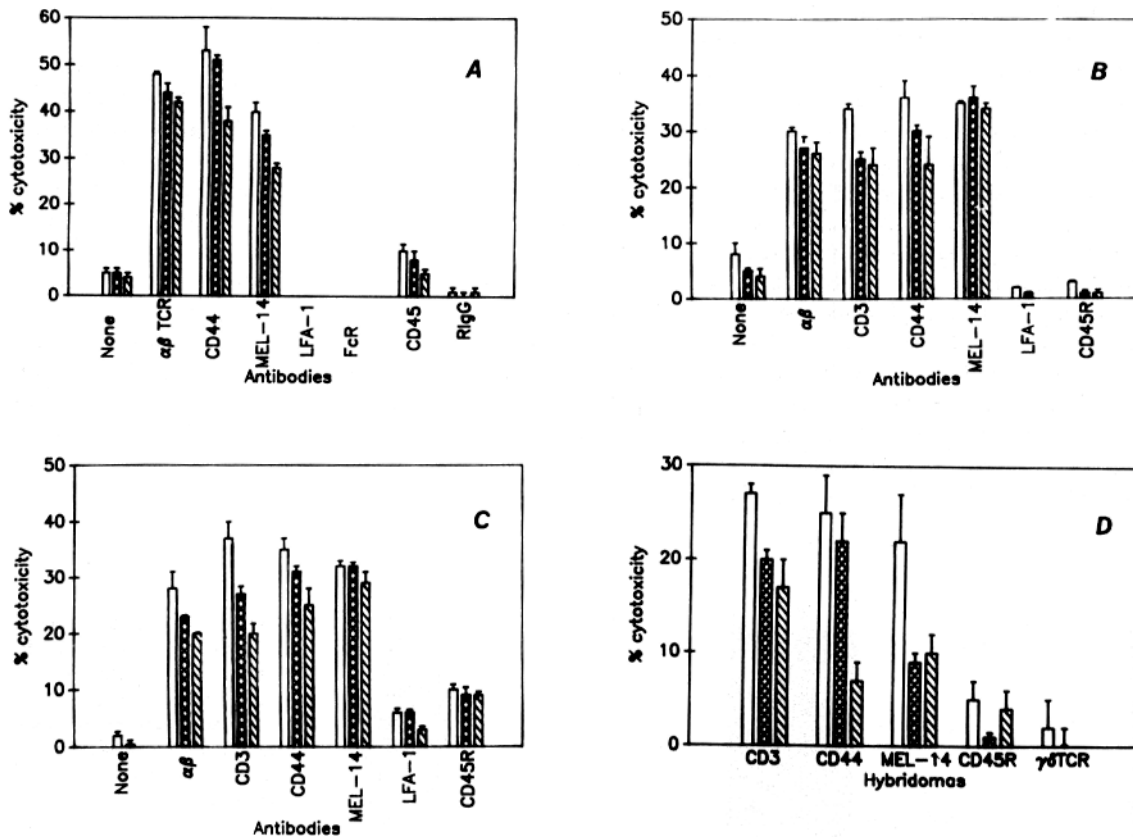 A
% cytotoxicity
60
50
40
30
20
10
0
None
αβ TCR
CD44
MEL-14
LFA-1
FcR
CD45
RIgG
Antibodies
B
% cytotoxicity
50
40
30
20
10
0
None
αβ
CD3
CD44
MEL-14
LFA-1
CD45R
Antibodies
C
% cytotoxicity
50
40
30
20
10
0
None
αβ
CD3
CD44
MEL-14
LFA-1
CD45R
Antibodies
D
% cytotoxicity
30
20
10
0
CD3 CD44 MEL-14 CD45R γδTCR
Hybridomas